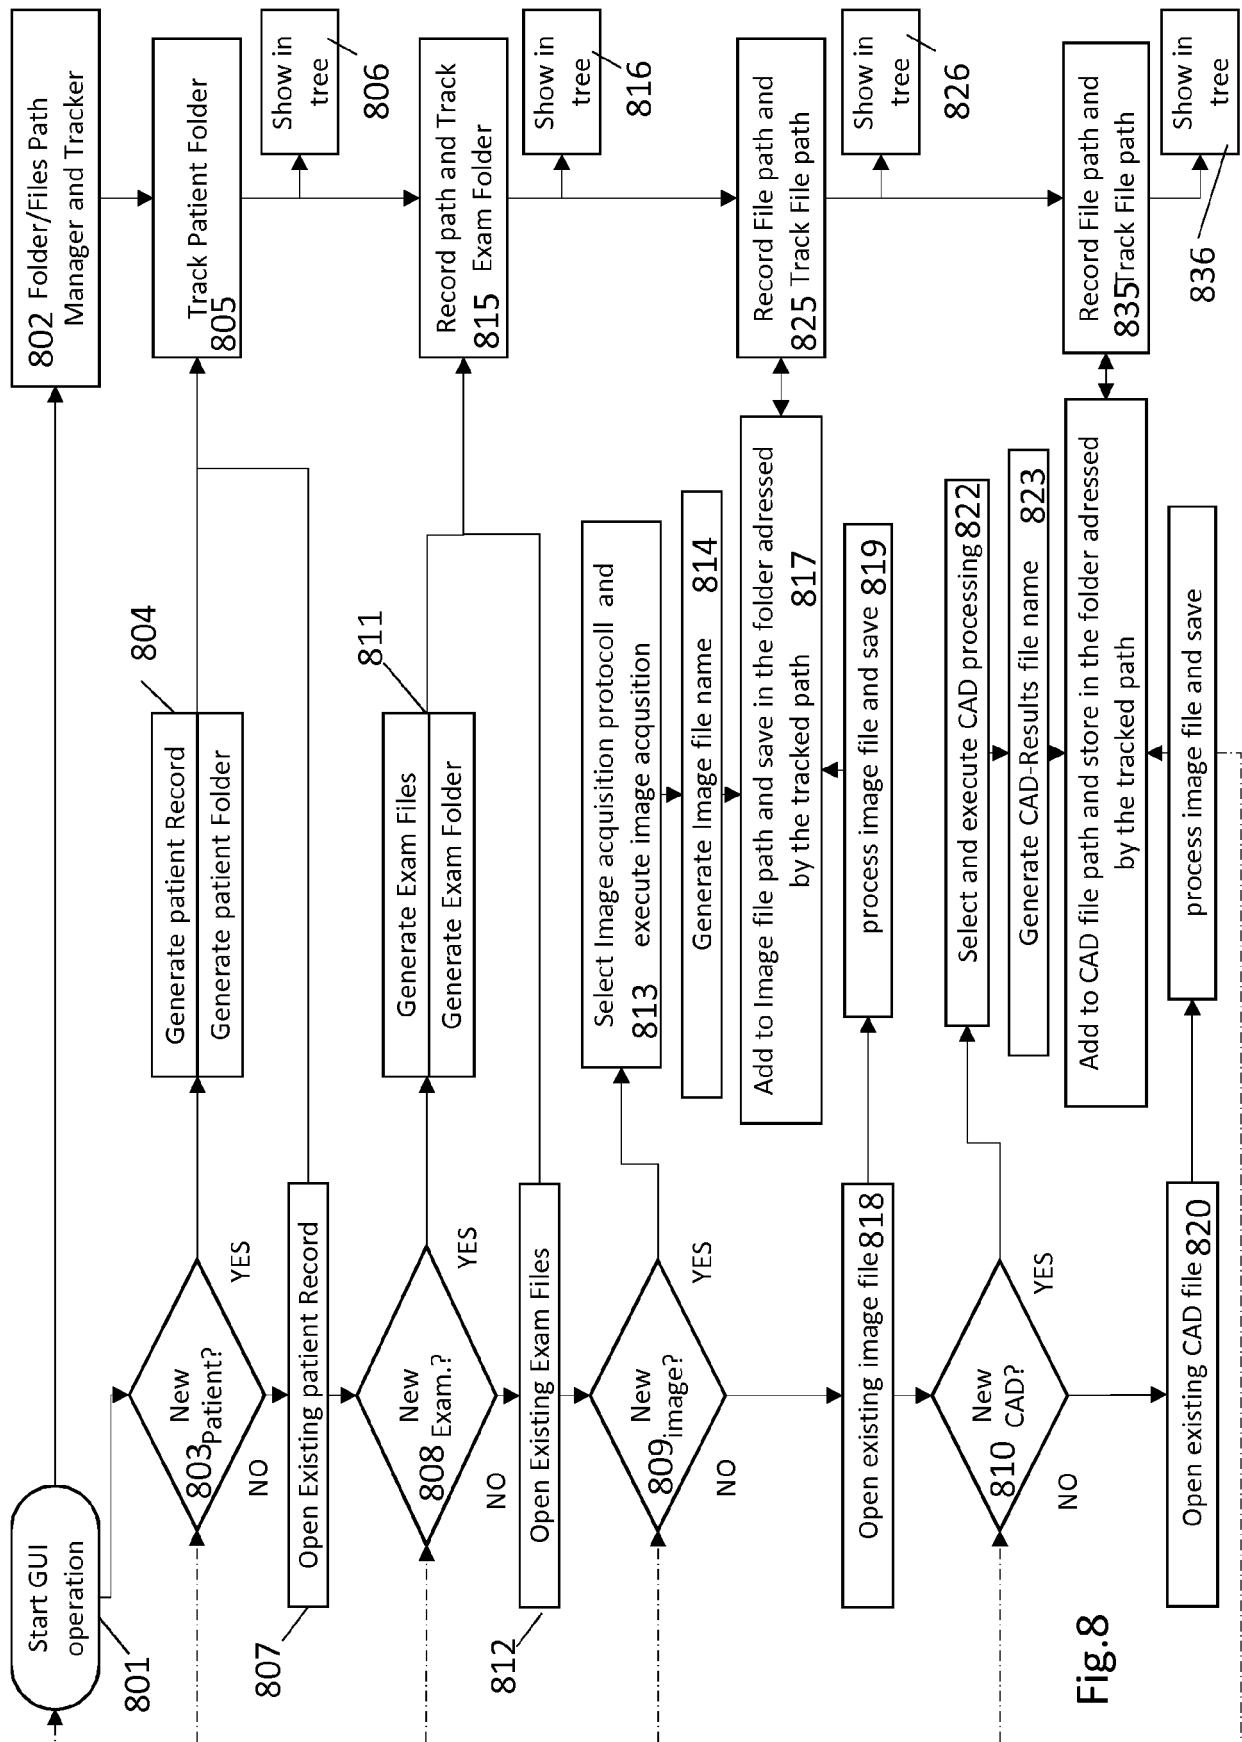 Start GUI
operation
801
802 Folder/Files Path
Manager and Tracker
New
803 Patient?
YES
NO
Generate patient Record
Generate patient Folder
804
Track Patient Folder
805
Show in
tree
806
Open Existing patient Record
807
New
808 Exam.?
YES
NO
Generate Exam Files
Generate Exam Folder
811
Record path and Track
815 Exam Folder
Show in
tree
816
Open Existing Exam Files
812
New
809 image?
YES
NO
Select Image acquisition protocoll and
813 execute image acqusition
Generate Image file name 814
Add to Image file path and save in the folder adressed
by the tracked path 817
Record File path and
825 Track File path
Show in
tree
826
process image file and save 819
Open existing image file 818
New
810 CAD?
YES
NO
Select and execute CAD processing 822
Generate CAD-Results file name 823
Add to CAD file path and store in the folder adressed
by the tracked path
Record File path and
835 Track File path
Show in
tree
836
process image file and save
Open existing CAD file 820
Fig.8